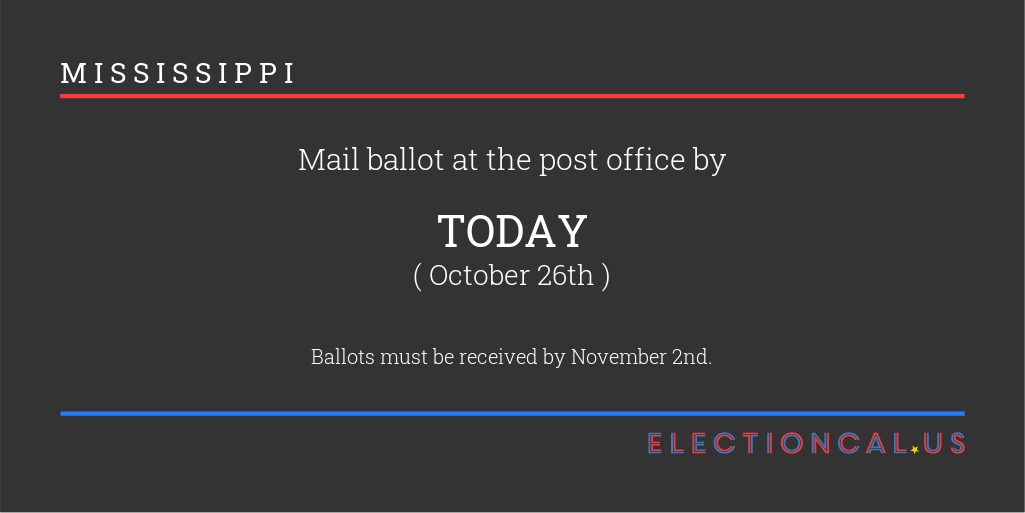 MISSISSIPPI
Mail ballot at the post office by
TODAY
( October 26th )
Ballots must be received by November 2nd.
ELECTIONCAL.US